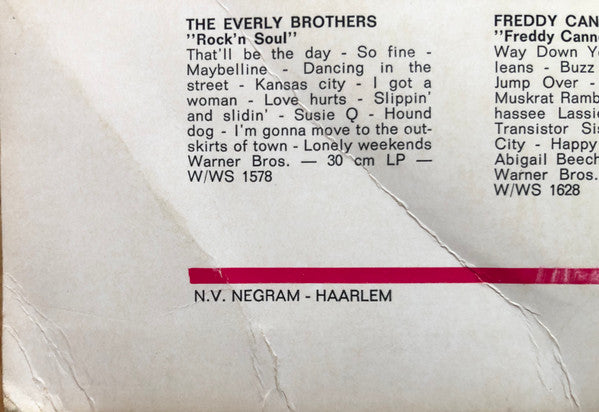 THE EVERLY BROTHERS
"Rock'n Soul"
That'll be the day - So fine -
Maybelline - Dancing in the
street - Kansas city - I got a
woman - Love hurts - Slippin'
and slidin' - Susie Q - Hound
dog - I'm gonna move to the out-
skirts of town - Lonely weekends
Warner Bros. — 30 cm LP —
W/WS 1578
FREDDY CAN
"Freddy Canno
Way Down Yo
leans - Buzz
Jump Over -
Muskrat Ramb
hassee Lassie
Transistor Sis
City - Happy
Abigail Beech
Warner Bros.
W/WS 1628
N.V. NEGRAM - HAARLEM